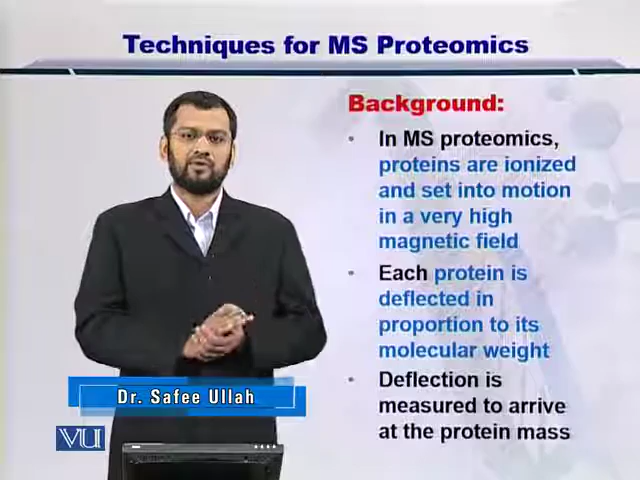 Techniques for MS Proteomics
Background:
• In MS proteomics,
proteins are ionized
and set into motion
in a very high
magnetic field
• Each protein is
deflected in
proportion to its
molecular weight
• Deflection is
measured to arrive
at the protein mass
Dr. Safee Ullah
VU